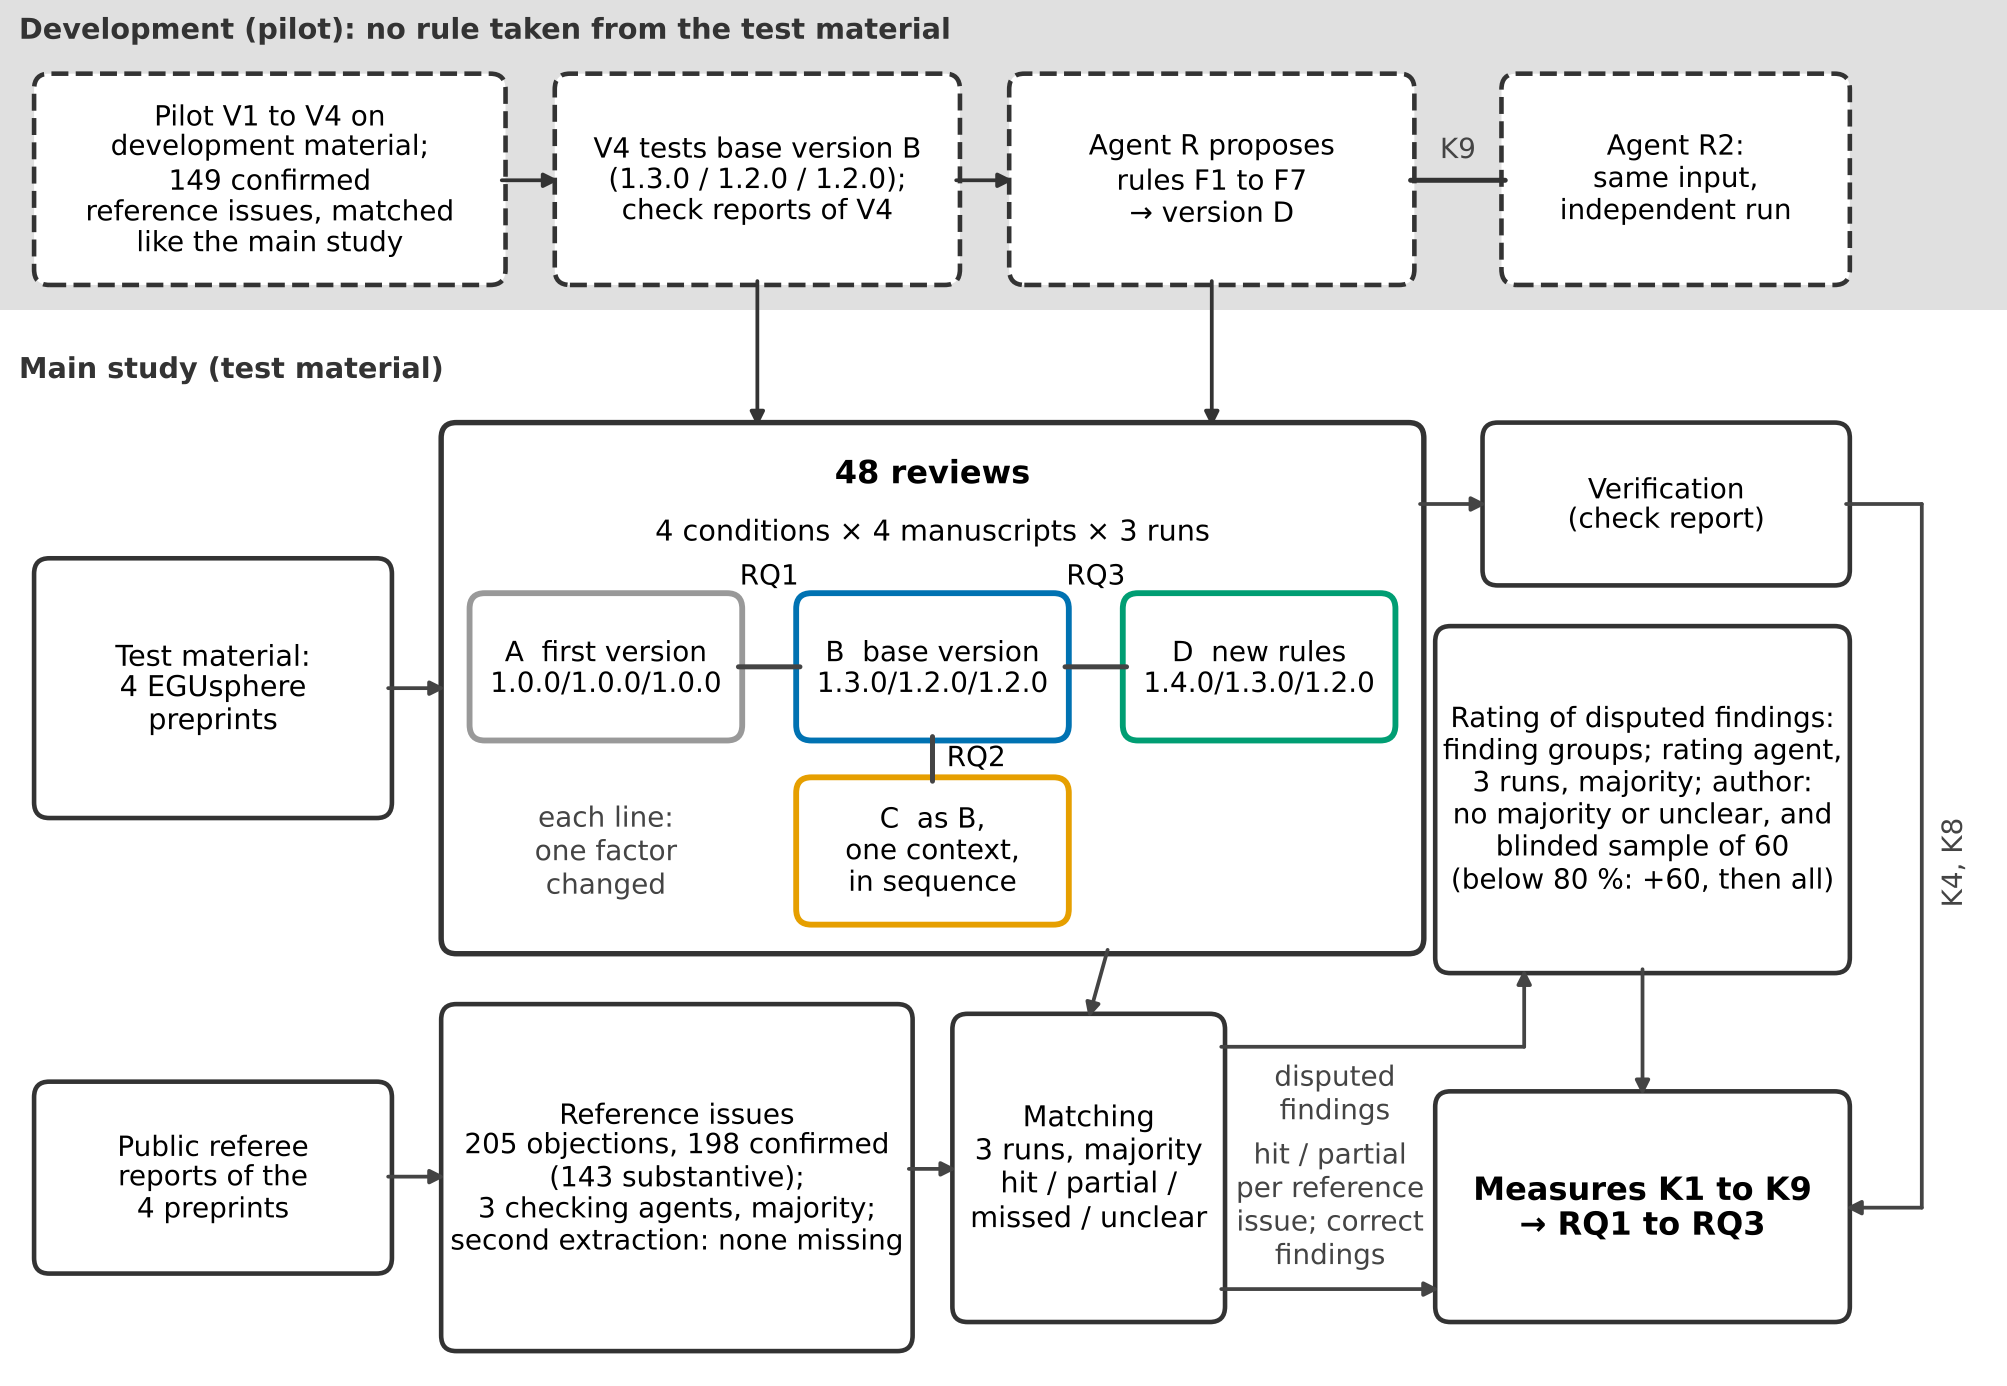 Development (pilot): no rule taken from the test material
Pilot V1 to V4 on
development material;
149 confirmed
reference issues, matched
like the main study
V4 tests base version B
(1.3.0 / 1.2.0 / 1.2.0);
check reports of V4
Agent R proposes
rules F1 to F7
→ version D
K9
Agent R2:
same input,
independent run
Main study (test material)
48 reviews
4 conditions × 4 manuscripts × 3 runs
RQ1
RQ3
A  first version
1.0.0/1.0.0/1.0.0
B  base version
1.3.0/1.2.0/1.2.0
D  new rules
1.4.0/1.3.0/1.2.0
RQ2
each line:
one factor
changed
C  as B,
one context,
in sequence
Test material:
4 EGUsphere
preprints
Verification
(check report)
Rating of disputed findings:
finding groups; rating agent,
3 runs, majority; author:
no majority or unclear, and
blinded sample of 60
(below 80 %: +60, then all)
K4, K8
Public referee
reports of the
4 preprints
Reference issues
205 objections, 198 confirmed
(143 substantive);
3 checking agents, majority;
second extraction: none missing
Matching
3 runs, majority
hit / partial /
missed / unclear
disputed
findings
hit / partial
per reference
issue; correct
findings
Measures K1 to K9
→ RQ1 to RQ3